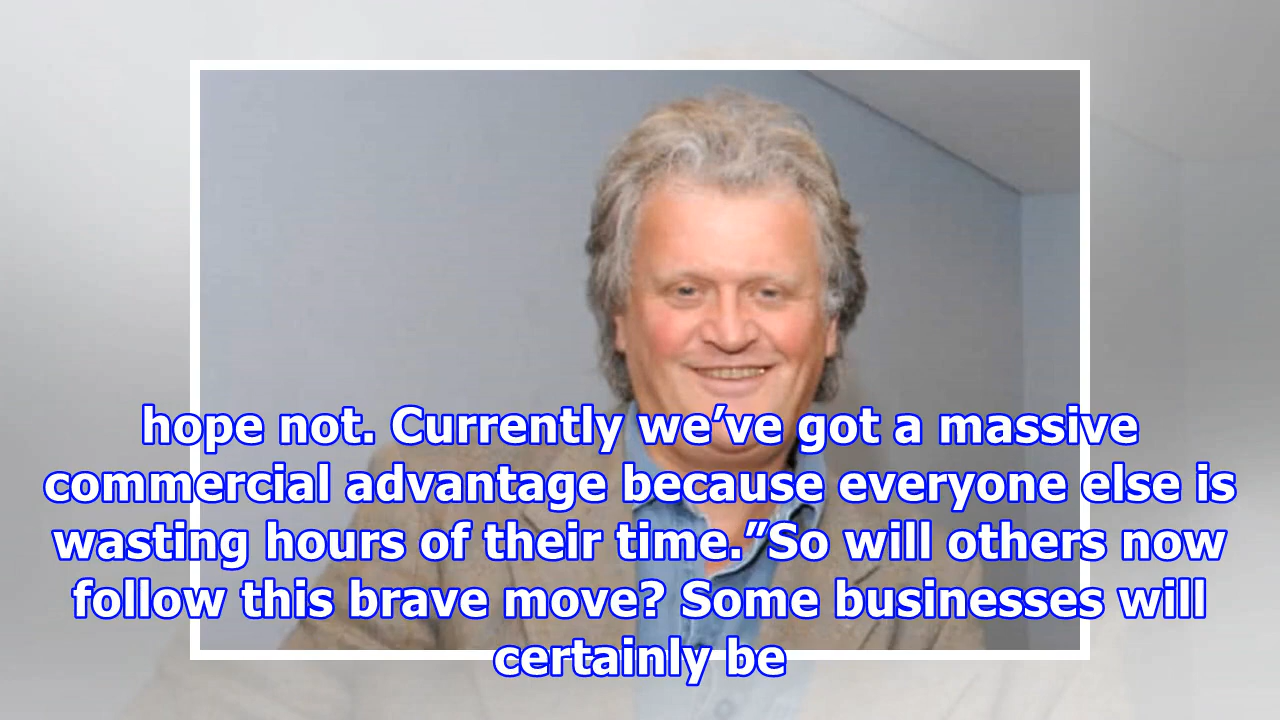 hope not. Currently we’ve got a massive
commercial advantage because everyone else is
wasting hours of their time.”So will others now
follow this brave move? Some businesses will
certainly be